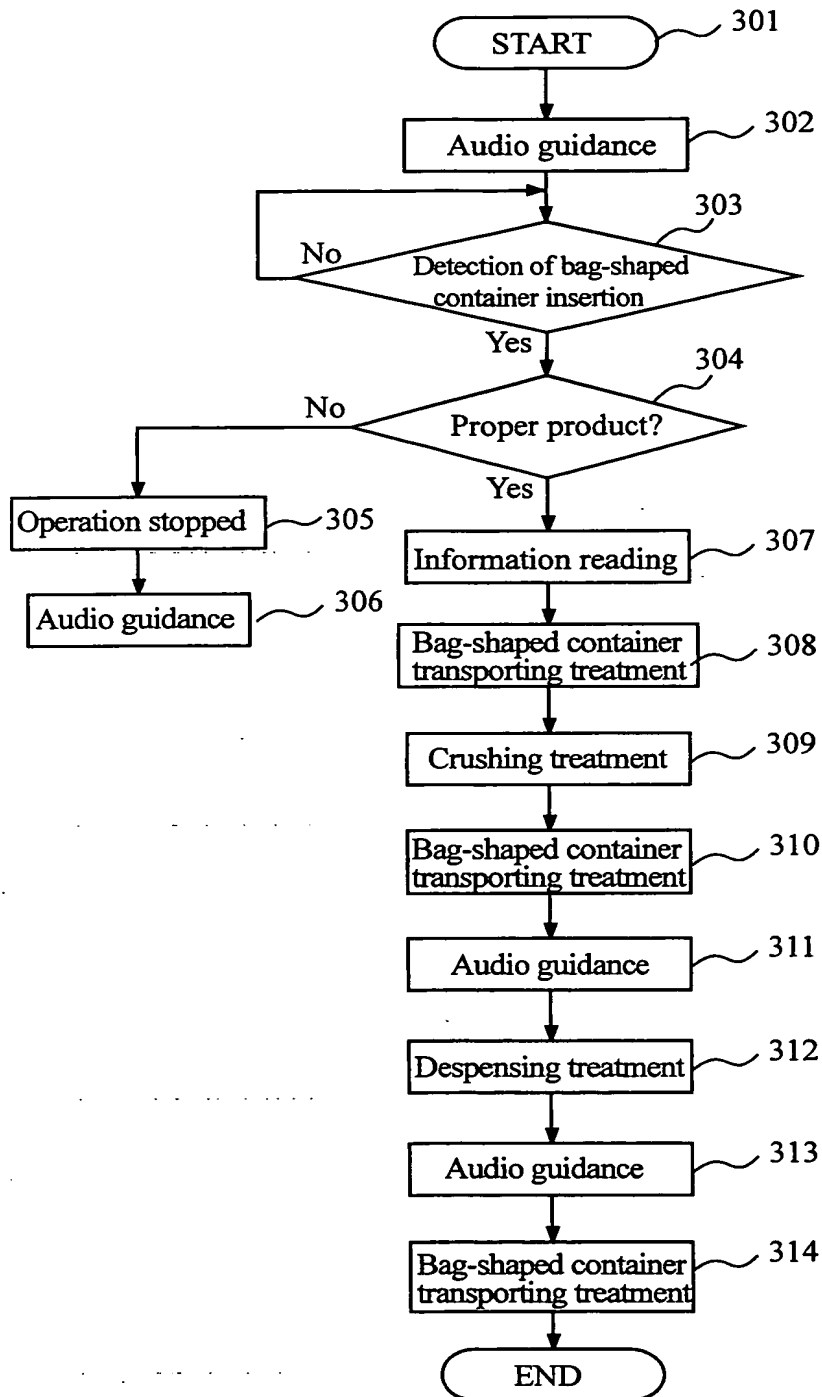 START
301
Audio guidance
302
303
No
Detection of bag-shaped
container insertion
Yes
304
No
Proper product?
Yes
Operation stopped
305
Information reading
307
Audio guidance
306
Bag-shaped container
transporting treatment
308
Crushing treatment
309
Bag-shaped container
transporting treatment
310
Audio guidance
311
Despensing treatment
312
Audio guidance
313
Bag-shaped container
transporting treatment
314
END